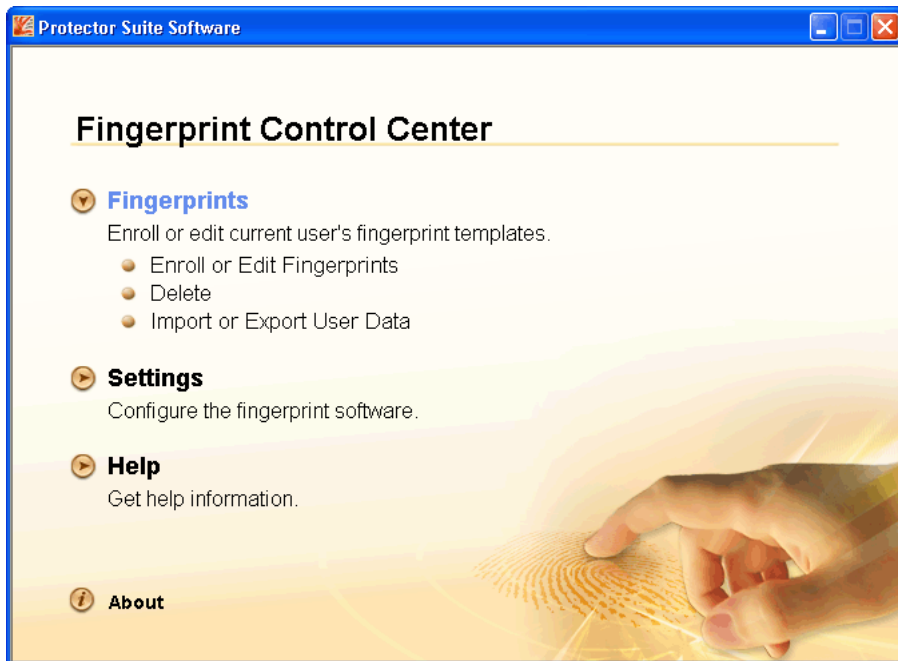 Protector Suite Software
Fingerprint Control Center
Fingerprints
Enroll or edit current user's fingerprint templates.
Enroll or Edit Fingerprints
Delete
Import or Export User Data
Settings
Configure the fingerprint software.
Help
Get help information.
About